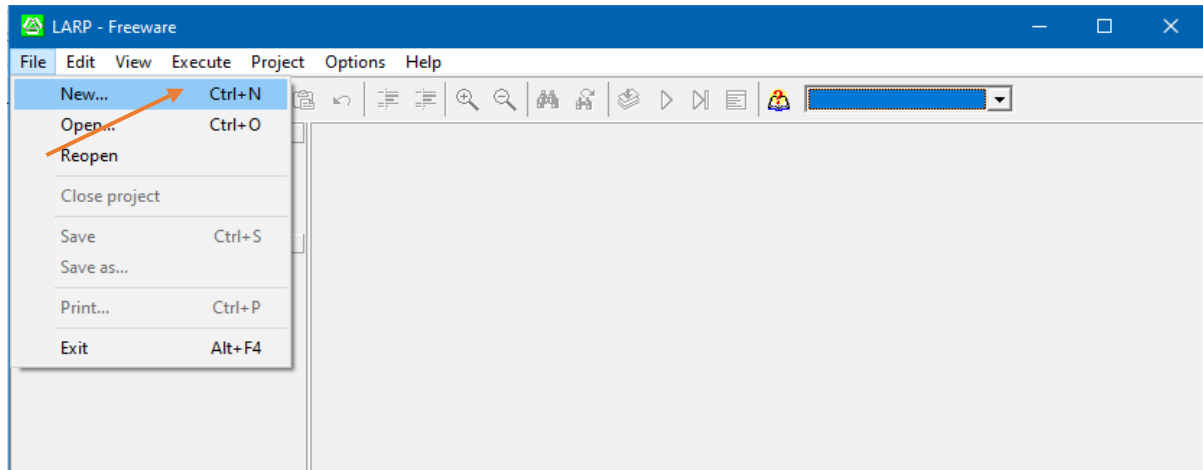 LARP - Freeware
File Edit View Execute Project Options Help
New... Ctrl+N
Open... Ctrl+O
Reopen
Close project
Save Ctrl+S
Save as...
Print... Ctrl+P
Exit Alt+F4